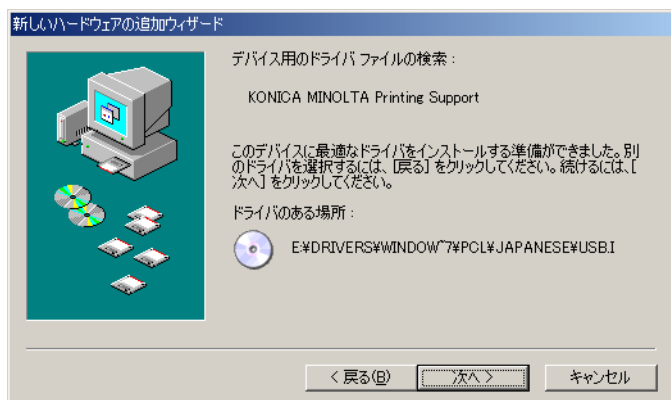 新しいハードウェアの追加ウィザード
デバイス用のドライバ ファイルの検索 :
KONICA MINOLTA Printing Support
このデバイスに最適なドライバをインストールする準備ができました。別
のドライバを選択するには、[戻る] をクリックしてください。続けるには、[
次へ] をクリックしてください。
ドライバのある場所 :
E:¥DRIVERS¥WINDOW~7¥PCL¥JAPANESE¥USB.I
< 戻る(B)
次へ >
キャンセル